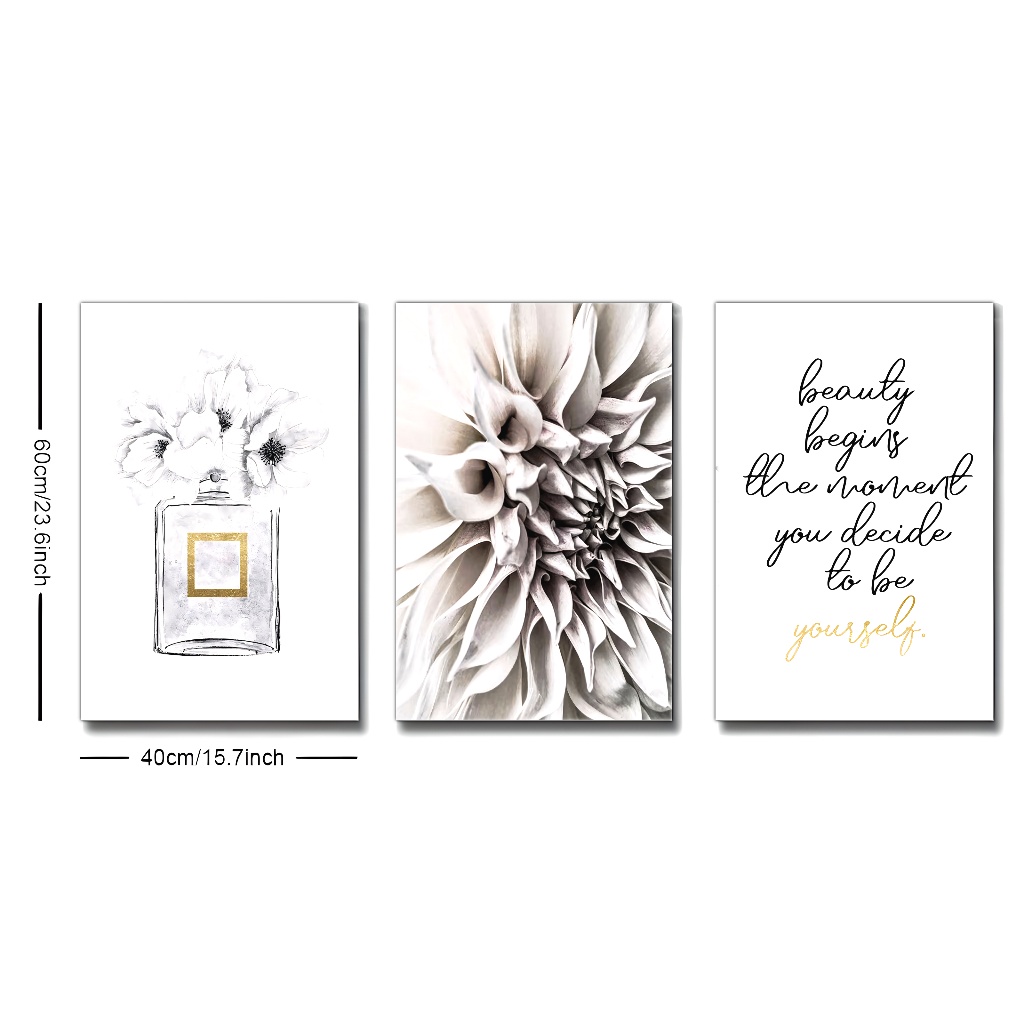 60cm/23.6inch
40cm/15.7inch
beauty
begins
the moment
you decide
to be
yourself.